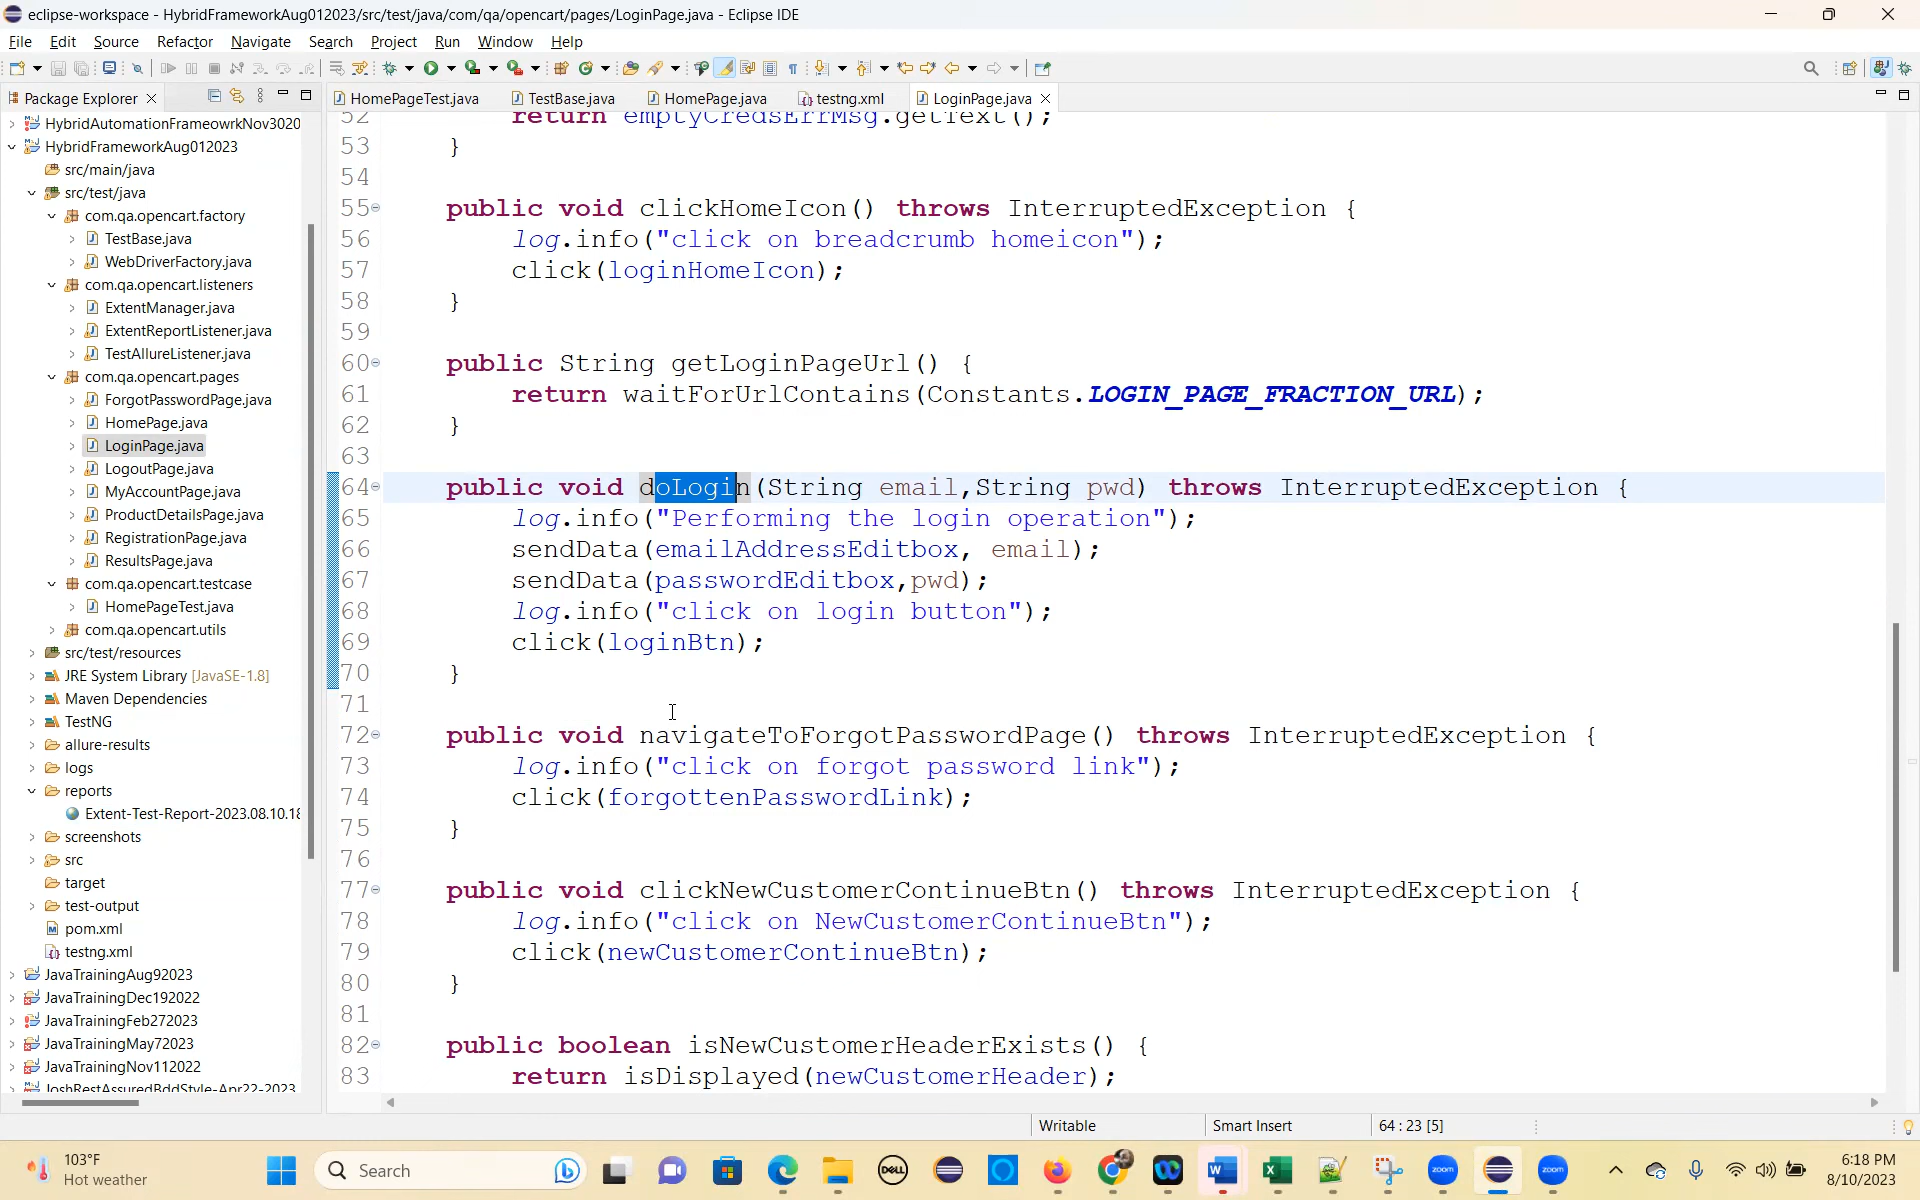 eclipse-workspace - HybridFrameworkAug012023/src/test/java/com/qa/opencart/pages/LoginPage.java - Eclipse IDE
File Edit Source Refactor Navigate Search Project Run Window Help
Package Explorer
HybridAutomationFrameowrkNov3020
HybridFrameworkAug012023
src/main/java
src/test/java
com.qa.opencart.factory
TestBase.java
WebDriverFactory.java
com.qa.opencart.listeners
ExtentManager.java
ExtentReportListener.java
TestAllureListener.java
com.qa.opencart.pages
ForgotPasswordPage.java
HomePage.java
LoginPage.java
LogoutPage.java
MyAccountPage.java
ProductDetailsPage.java
RegistrationPage.java
ResultsPage.java
com.qa.opencart.testcase
HomePageTest.java
com.qa.opencart.utils
src/test/resources
JRE System Library [JavaSE-1.8]
Maven Dependencies
TestNG
allure-results
logs
reports
Extent-Test-Report-2023.08.10.18
screenshots
src
target
test-output
pom.xml
testng.xml
JavaTrainingAug92023
JavaTrainingDec192022
JavaTrainingFeb272023
JavaTrainingMay72023
JavaTrainingNov112022
JoshRestAssuredBddStyle-Apr22-2023
HomePageTest.java TestBase.java HomePage.java testng.xml LoginPage.java
52 return emptyCredsErrMsg.getText();
53 }
54
55 public void clickHomeIcon() throws InterruptedException {
56 log.info("click on breadcrumb homeicon");
57 click(loginHomeIcon);
58 }
59
60 public String getLoginPageUrl() {
61 return waitForUrlContains(Constants.LOGIN_PAGE_FRACTION_URL);
62 }
63
64 public void doLogin(String email,String pwd) throws InterruptedException {
65 log.info("Performing the login operation");
66 sendData(emailAddressEditbox, email);
67 sendData(passwordEditbox,pwd);
68 log.info("click on login button");
69 click(loginBtn);
70 }
71
72 public void navigateToForgotPasswordPage() throws InterruptedException {
73 log.info("click on forgot password link");
74 click(forgottenPasswordLink);
75 }
76
77 public void clickNewCustomerContinueBtn() throws InterruptedException {
78 log.info("click on NewCustomerContinueBtn");
79 click(newCustomerContinueBtn);
80 }
81
82 public boolean isNewCustomerHeaderExists() {
83 return isDisplayed(newCustomerHeader);
Writable Smart Insert 64 : 23 [5]
103°F
Hot weather
Search
DELL
zoom
zoom
6:18 PM
8/10/2023